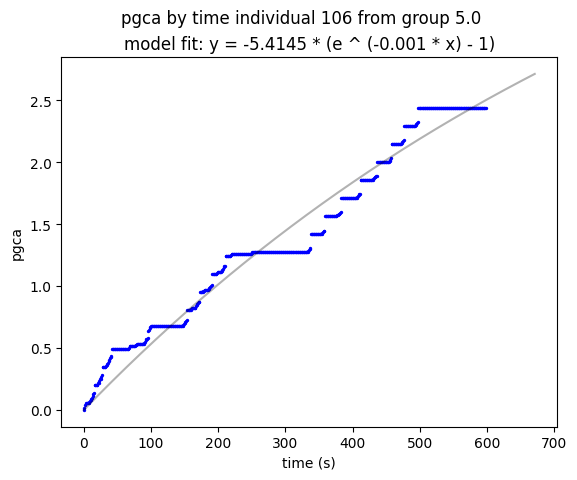 pgca by time individual 106 from group 5.0
model fit: y = -5.4145 * (e ^ (-0.001 * x) - 1)
2.5
2.0
1.5
1.0
0.5
0.0
pgca
0 100 200 300 400 500 600 700
time (s)